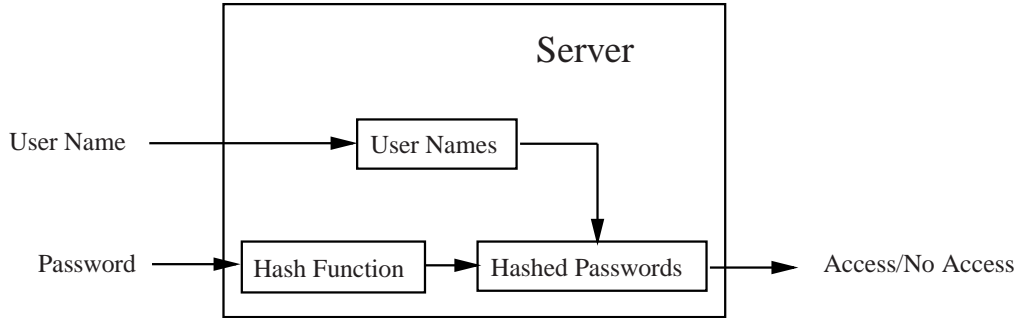 Server
User Name
User Names
Password
Hash Function
Hashed Passwords
Access/No Access